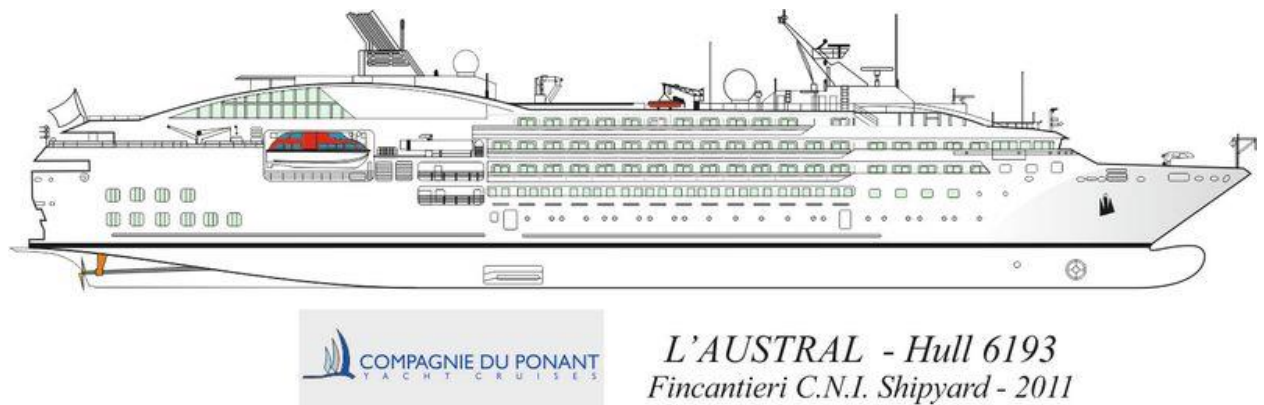 COMPAGNIE DU PONANT
YACHT CRUISES
L'AUSTRAL - Hull 6193
Fincantieri C.N.I. Shipyard - 2011